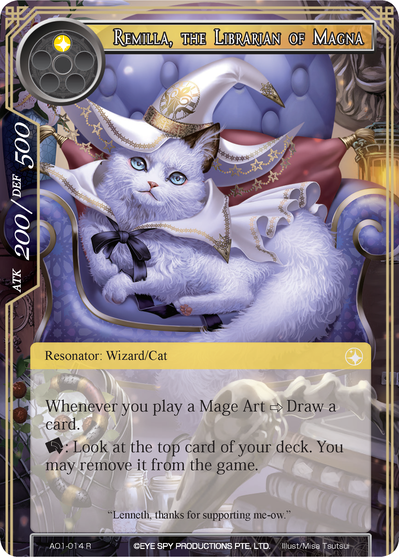 Remilla, the Librarian of Magna
ATK 200/DEF 500
Resonator: Wizard/Cat
Whenever you play a Mage Art ⇨ Draw a
card.
: Look at the top card of your deck. You
may remove it from the game.
“Lenneth, thanks for supporting me-ow.”
AO1-014 R
©EYE SPY PRODUCTIONS PTE. LTD.
Illust/Misa Tsutsui